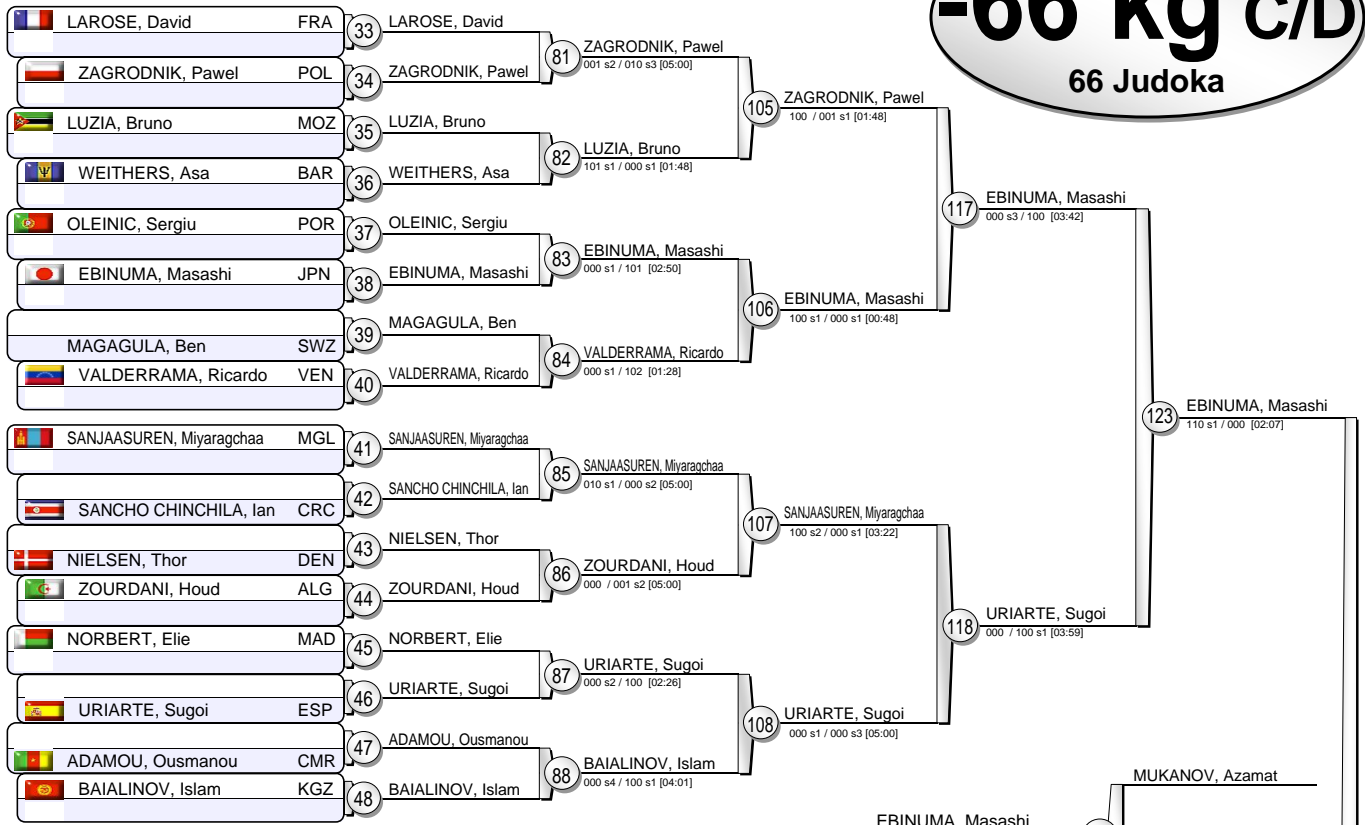 -66 kg C/D
66 Judoka
LAROSE, David FRA
33
LAROSE, David
81
ZAGRODNIK, Pawel
001 s2 / 010 s3 [05:00]
ZAGRODNIK, Pawel POL
34
ZAGRODNIK, Pawel
105
ZAGRODNIK, Pawel
100 / 001 s1 [01:48]
LUZIA, Bruno MOZ
35
LUZIA, Bruno
82
LUZIA, Bruno
101 s1 / 000 s1 [01:48]
WEITHERS, Asa BAR
36
WEITHERS, Asa
117
EBINUMA, Masashi
000 s3 / 100 [03:42]
OLEINIC, Sergiu POR
37
OLEINIC, Sergiu
83
EBINUMA, Masashi
000 s1 / 101 [02:50]
EBINUMA, Masashi JPN
38
EBINUMA, Masashi
106
EBINUMA, Masashi
100 s1 / 000 s1 [00:48]
MAGAGULA, Ben SWZ
39
MAGAGULA, Ben
84
VALDERRAMA, Ricardo
000 s1 / 102 [01:28]
VALDERRAMA, Ricardo VEN
40
VALDERRAMA, Ricardo
123
EBINUMA, Masashi
110 s1 / 000 [02:07]
SANJAASUREN, Miyaragchaa MGL
41
SANJAASUREN, Miyaragchaa
85
SANJAASUREN, Miyaragchaa
010 s1 / 000 s2 [05:00]
SANCHO CHINCHILA, Ian CRC
42
SANCHO CHINCHILA, Ian
107
SANJAASUREN, Miyaragchaa
100 s2 / 000 s1 [03:22]
NIELSEN, Thor DEN
43
NIELSEN, Thor
86
ZOURDANI, Houd
000 / 001 s2 [05:00]
ZOURDANI, Houd ALG
44
ZOURDANI, Houd
118
URIARTE, Sugoi
000 / 100 s1 [03:59]
NORBERT, Elie MAD
45
NORBERT, Elie
87
URIARTE, Sugoi
000 s2 / 100 [02:26]
URIARTE, Sugoi ESP
46
URIARTE, Sugoi
108
URIARTE, Sugoi
000 s1 / 000 s3 [05:00]
ADAMOU, Ousmanou CMR
47
ADAMOU, Ousmanou
88
BAIALINOV, Islam
000 s4 / 100 s1 [04:01]
BAIALINOV, Islam KGZ
48
BAIALINOV, Islam
MUKANOV, Azamat
EBINUMA, Masashi